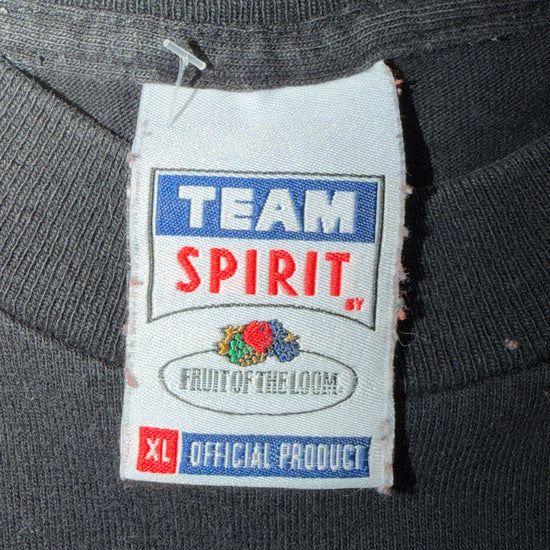 TEAM
SPIRIT
BY
FRUIT OF THE LOOM.
XL OFFICIAL PRODUCT